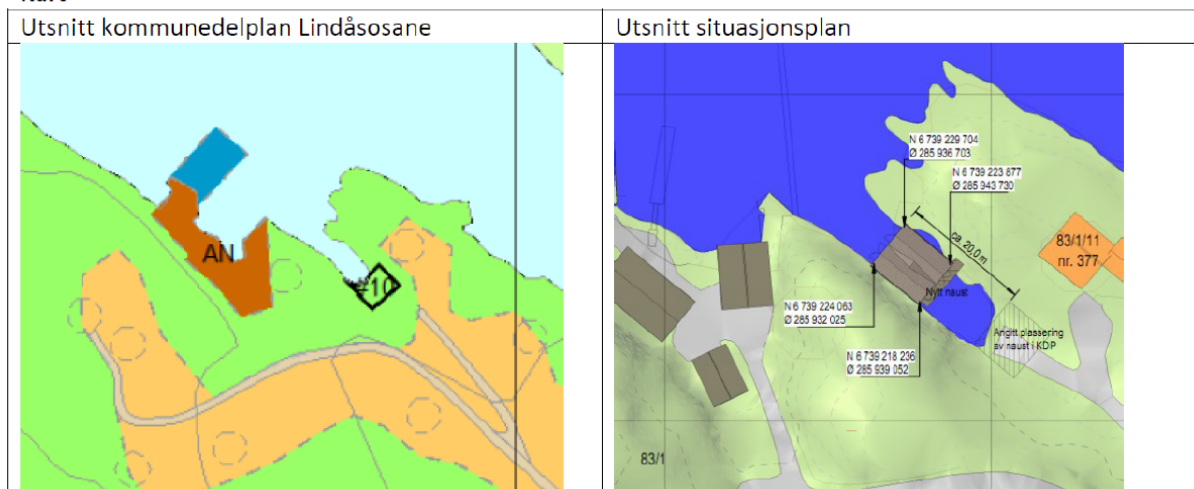 Utsnitt kommunedelplan Lindåsosane
Utsnitt situasjonsplan
AN
#10
N 6 739 229 704
Ø 285 936 703
N 6 739 223 877
Ø 285 943 730
ca. 20,0 m
83/1/11
nr. 377
Nytt naust
N 6 739 224 063
Ø 285 932 025
Angitt plassering
av naust i KDP
N 6 739 218 236
Ø 285 939 052
83/1